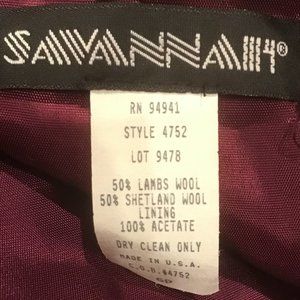 SAVANNAH®
RN 94941
STYLE 4752
LOT 9478
50% LAMBS WOOL
50% SHETLAND WOOL
LINING
100% ACETATE
DRY CLEAN ONLY
MADE IN U.S.A.
C.O.B. 44752